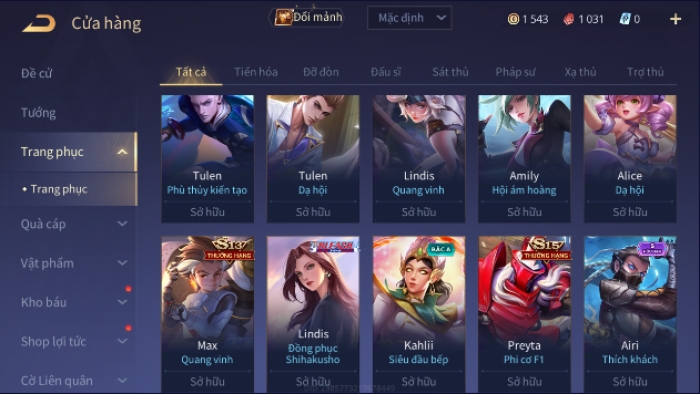 Cửa hàng
Đổi mảnh
Mặc định
1 543
1 031
0
+
Đề cử
Tướng
Trang phục
• Trang phục
Quà cáp
Vật phẩm
Kho báu
Shop lợi tức
Cờ Liên quân
Tất cả
Tiến hóa
Đỡ đòn
Đấu sĩ
Sát thủ
Pháp sư
Xạ thủ
Trợ thủ
Tulen
Phù thủy kiến tạo
Sở hữu
Tulen
Dạ hội
Sở hữu
Lindis
Quang vinh
Sở hữu
Amily
Hội ám hoàng
Sở hữu
Alice
Dạ hội
Sở hữu
S13
THƯỞNG HẠNG
Max
Quang vinh
Sở hữu
BLEACH
Lindis
Đồng phục
Shihakusho
Sở hữu
BẬC A
Kahlii
Siêu đầu bếp
Sở hữu
S15
THƯỞNG HẠNG
Preyta
Phi cơ F1
Sở hữu
Airi
Thích khách
Sở hữu